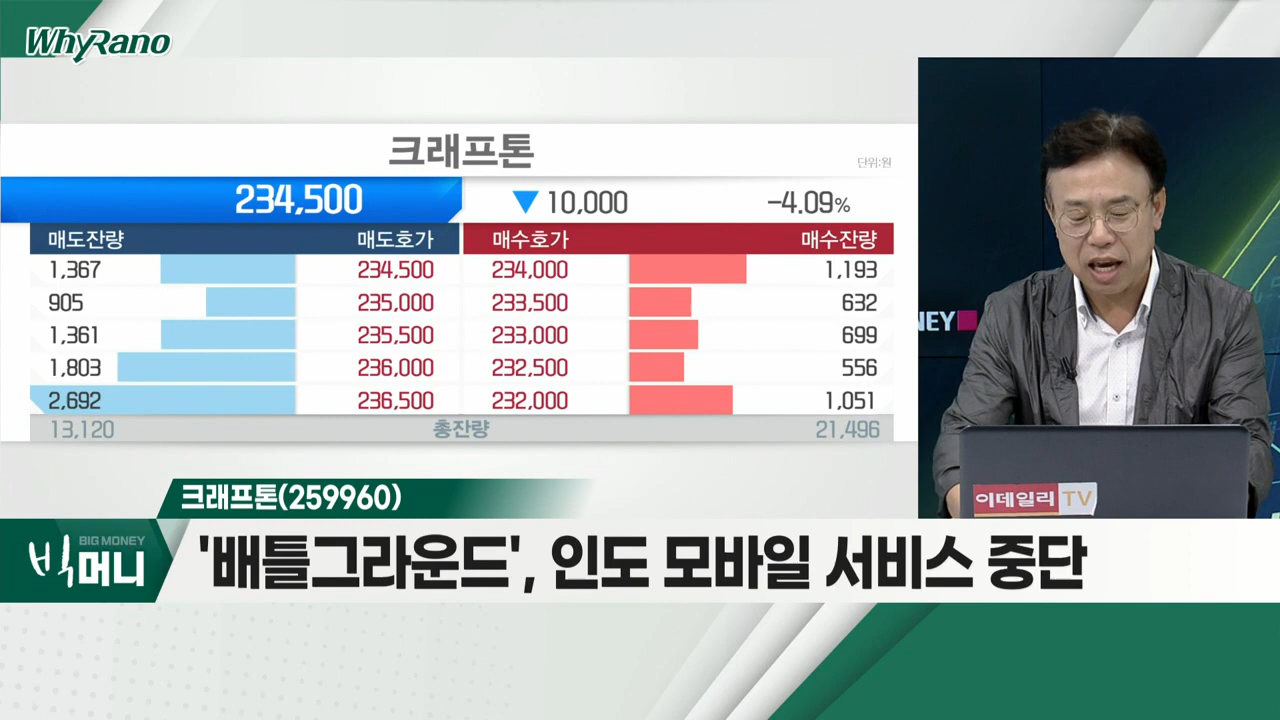 WhyRano
크래프톤
단위:원
234,500 ▼ 10,000 -4.09%
매도잔량 매도호가 매수호가 매수잔량
1,367 234,500 234,000 1,193
905 235,000 233,500 632
1,361 235,500 233,000 699
1,803 236,000 232,500 556
2,692 236,500 232,000 1,051
13,120 총잔량 21,496
NEY
이데일리TV
크래프톤(259960)
BIG MONEY
빅머니
'배틀그라운드', 인도 모바일 서비스 중단